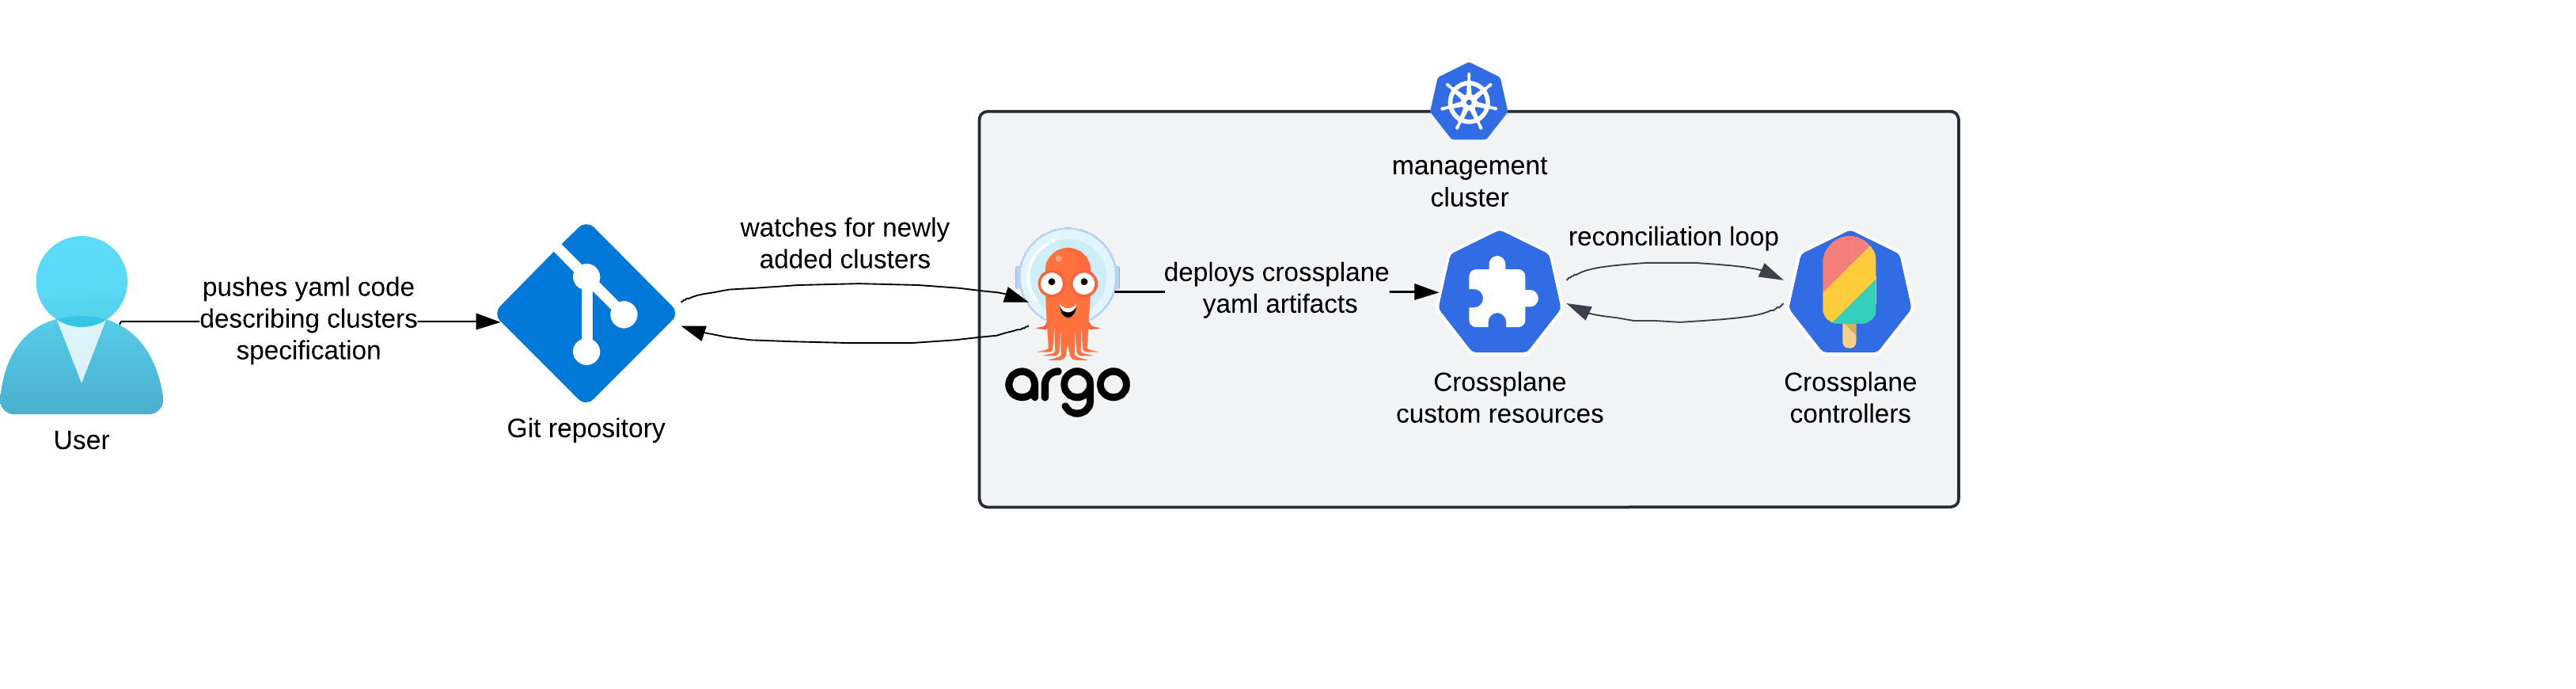 management
cluster
watches for newly
added clusters
reconciliation loop
pushes yaml code
describing clusters
specification
deploys crossplane
yaml artifacts
argo
Crossplane
custom resources
Crossplane
controllers
Git repository
User